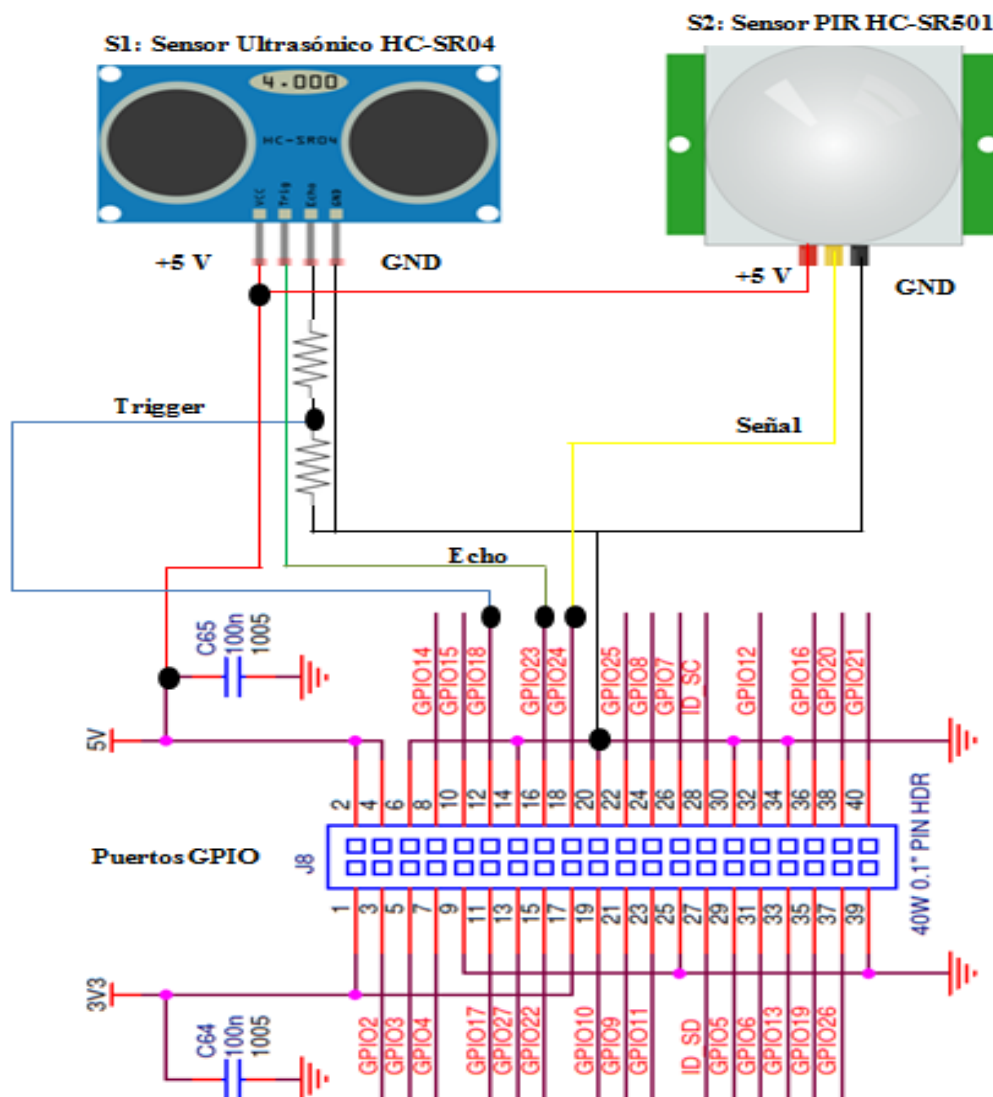 S2: Sensor PIR HC-SR501
S1: Sensor Ultrasónico HC-SR04
4.000
HC-SR04
VCC
Trig
Echo
GND
+5 V
GND
+5 V
GND
Trigger
Señal
Echo
C65
100n
1005
GPIO14
GPIO15
GPIO18
GPIO23
GPIO24
GPIO25
GPIO8
GPIO7
ID_SC
GPIO12
GPIO16
GPIO20
GPIO21
5V
2
4
6
8
10
12
14
16
18
20
22
24
26
28
30
32
34
36
38
40
Puertos GPIO
J8
40W 0.1" PIN HDR
1
3
5
7
9
11
13
15
17
19
21
23
25
27
29
31
33
35
37
39
3V3
C64
100n
1005
GPIO2
GPIO3
GPIO4
GPIO17
GPIO27
GPIO22
GPIO10
GPIO9
GPIO11
ID_SD
GPIO5
GPIO6
GPIO13
GPIO19
GPIO26